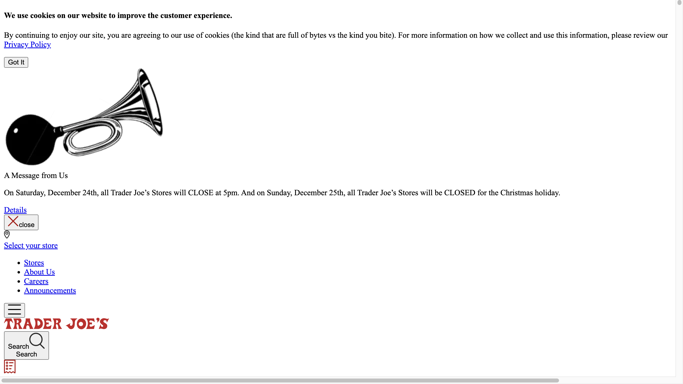 We use cookies on our website to improve the customer experience.
By continuing to enjoy our site, you are agreeing to our use of cookies (the kind that are full of bytes vs the kind you bite). For more information on how we collect and use this information, please review our
Privacy Policy
Got It
A Message from Us
On Saturday, December 24th, all Trader Joe’s Stores will CLOSE at 5pm. And on Sunday, December 25th, all Trader Joe’s Stores will be CLOSED for the Christmas holiday.
Details
close
Select your store
Stores
About Us
Careers
Announcements
TRADER JOE'S
Search
Search